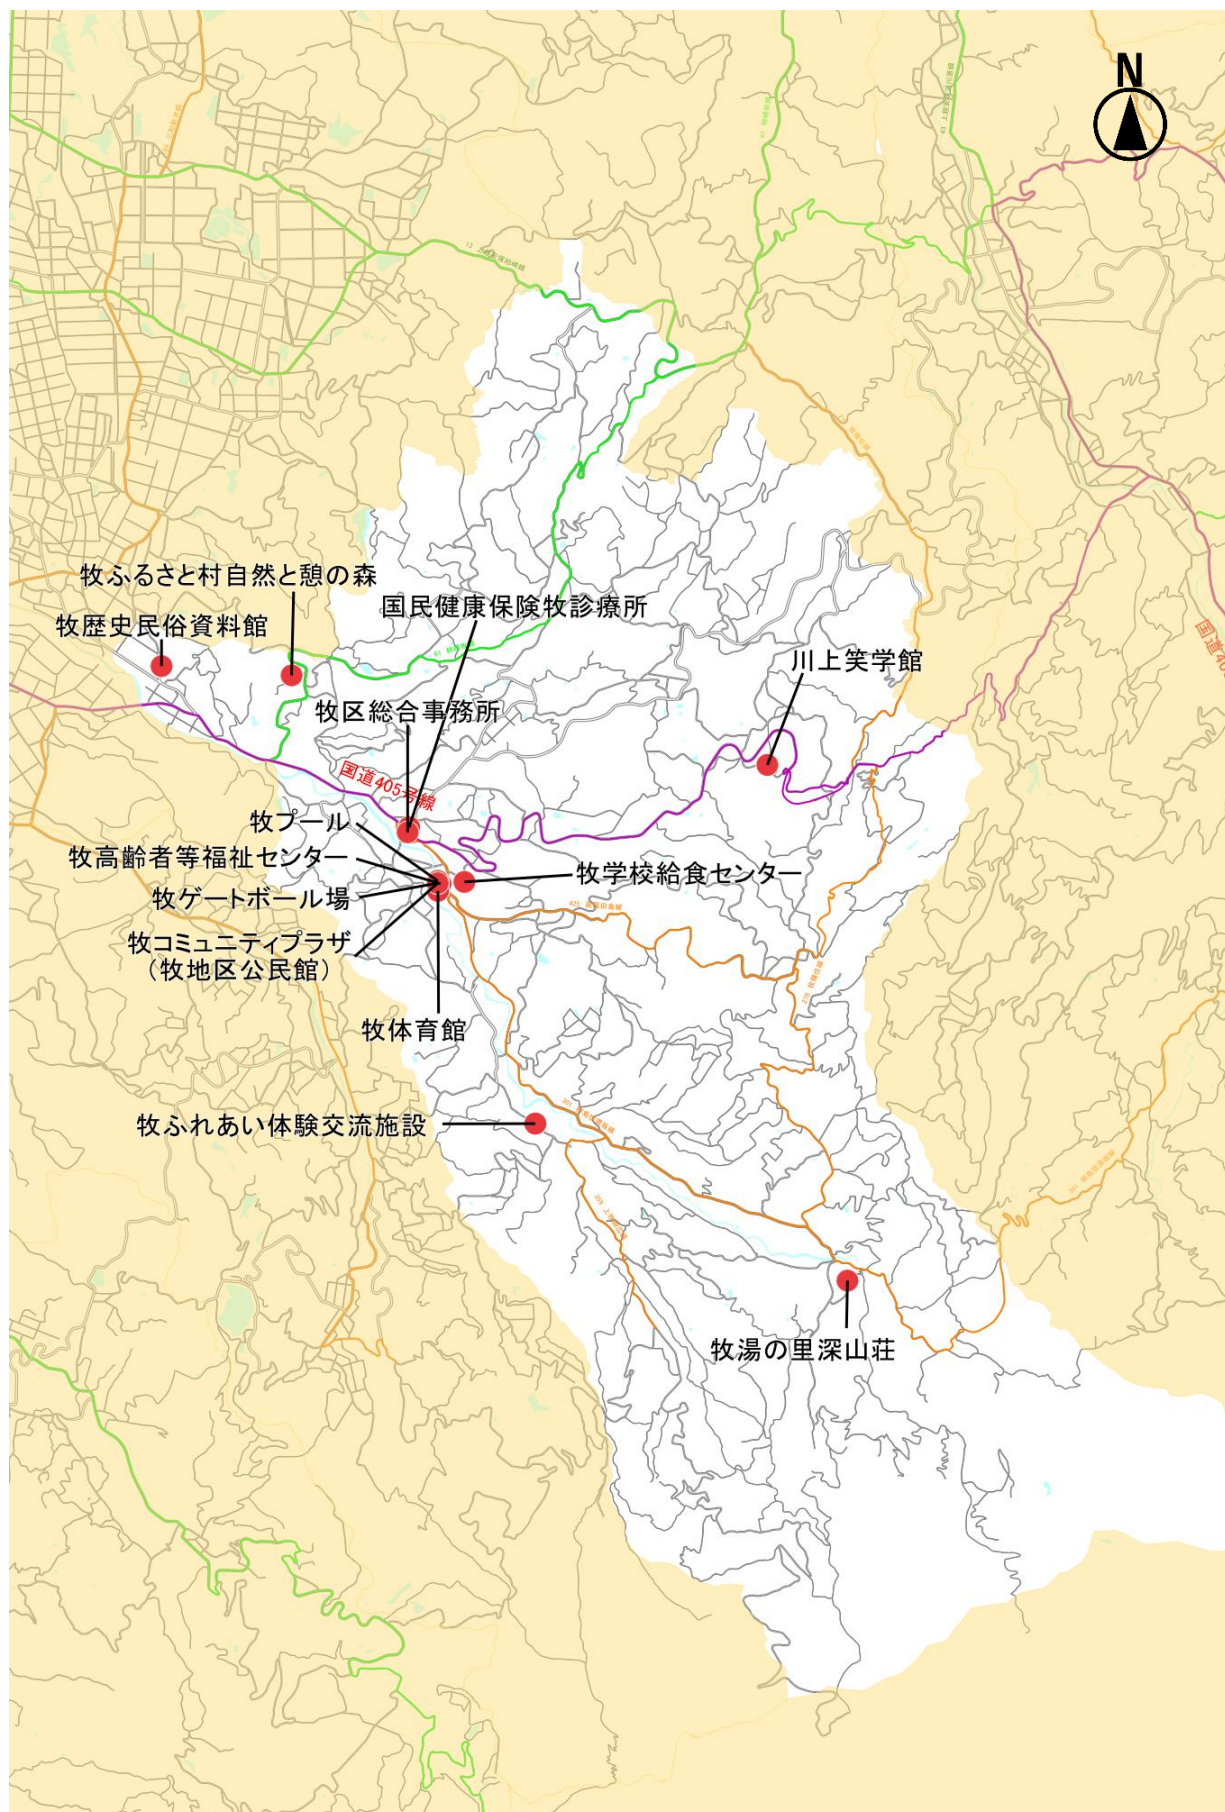 N
牧ふるさと村自然と憩の森
国民健康保険牧診療所
牧歴史民俗資料館
川上笑学館
牧区総合事務所
国道405号線
牧プール
牧高齢者等福祉センター
牧学校給食センター
牧ゲートボール場
牧コミュニティプラザ
（牧地区公民館）
牧体育館
牧ふれあい体験交流施設
牧湯の里深山荘